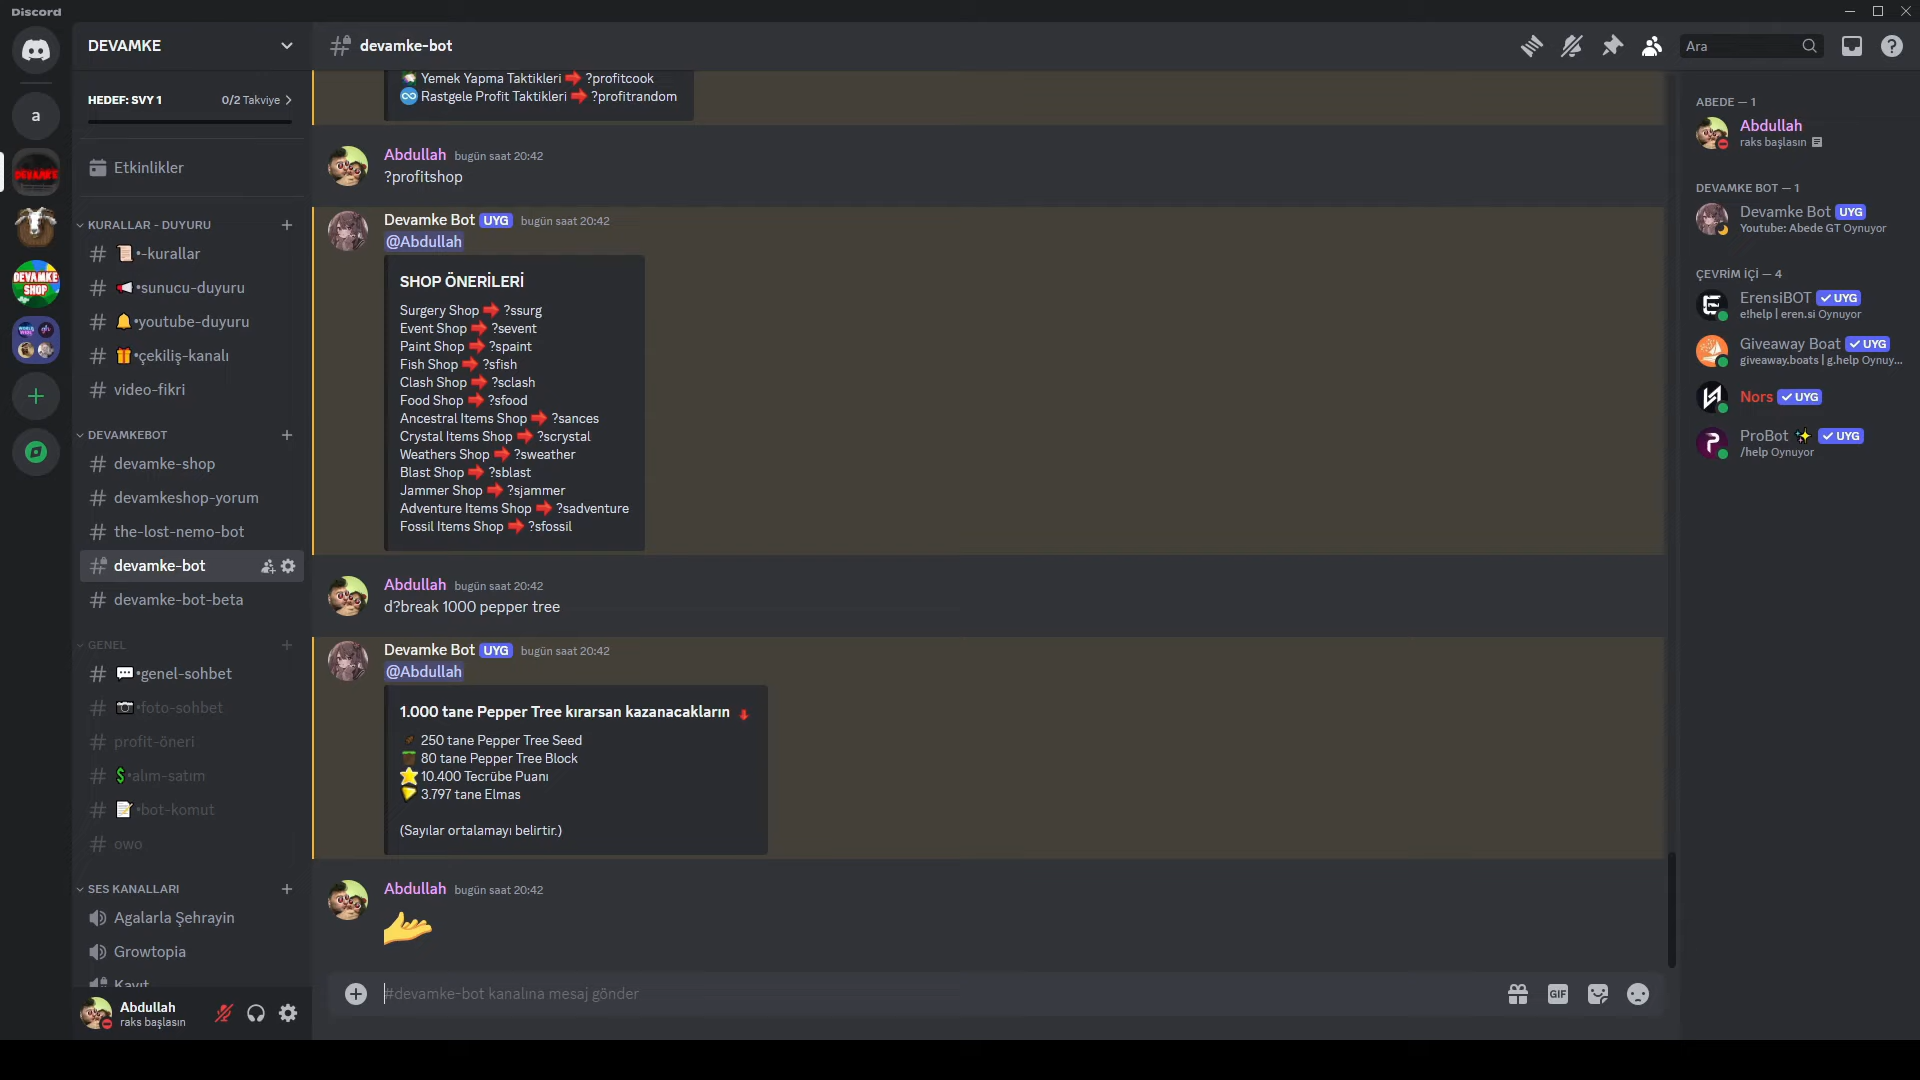 Discord
DEVAMKE
HEDEF: SVY 1
0/2 Takviye
Etkinlikler
KURALLAR - DUYURU
📜•-kurallar
📢•sunucu-duyuru
🔔•youtube-duyuru
🎁•çekiliş-kanalı
video-fikri
DEVAMKEBOT
devamke-shop
devamkeshop-yorum
the-lost-nemo-bot
devamke-bot
devamke-bot-beta
GENEL
💬•genel-sohbet
📷•foto-sohbet
profit-öneri
💲•alım-satım
📝•bot-komut
owo
SES KANALLARI
Agalarla Şehrayin
Growtopia
Kayıt
Abdullah
raks başlasın
a
DEVAMKE
DEVAMKE
SHOP
devamke-bot
Ara
Yemek Yapma Taktikleri ➡ ?profitcook
Rastgele Profit Taktikleri ➡ ?profitrandom
Abdullah bugün saat 20:42
?profitshop
Devamke Bot UYG bugün saat 20:42
@Abdullah
SHOP ÖNERİLERİ
Surgery Shop ➡ ?ssurg
Event Shop ➡ ?sevent
Paint Shop ➡ ?spaint
Fish Shop ➡ ?sfish
Clash Shop ➡ ?sclash
Food Shop ➡ ?sfood
Ancestral Items Shop ➡ ?sances
Crystal Items Shop ➡ ?scrystal
Weathers Shop ➡ ?sweather
Blast Shop ➡ ?sblast
Jammer Shop ➡ ?sjammer
Adventure Items Shop ➡ ?sadventure
Fossil Items Shop ➡ ?sfossil
Abdullah bugün saat 20:42
d?break 1000 pepper tree
Devamke Bot UYG bugün saat 20:42
@Abdullah
1.000 tane Pepper Tree kırarsan kazanacakların
250 tane Pepper Tree Seed
80 tane Pepper Tree Block
10.400 Tecrübe Puanı
3.797 tane Elmas
(Sayılar ortalamayı belirtir.)
Abdullah bugün saat 20:42
#devamke-bot kanalına mesaj gönder
GIF
ABEDE — 1
Abdullah
raks başlasın
DEVAMKE BOT — 1
Devamke Bot UYG
Youtube: Abede GT Oynuyor
ÇEVRİM İÇİ — 4
ErensiBOT ✓ UYG
e!help | eren.si Oynuyor
Giveaway Boat ✓ UYG
giveaway.boats | g.help Oynuy...
Nors ✓ UYG
ProBot ✨ ✓ UYG
/help Oynuyor